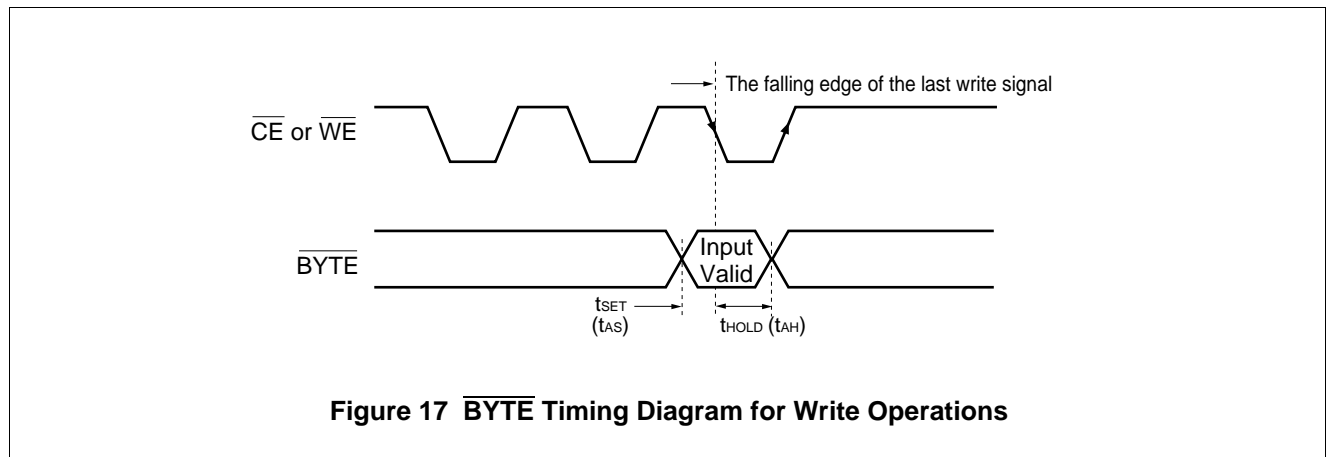 The falling edge of the last write signal
CE or WE
BYTE
Input
Valid
tSET
(tAS)
tHOLD (tAH)
Figure 17 BYTE Timing Diagram for Write Operations